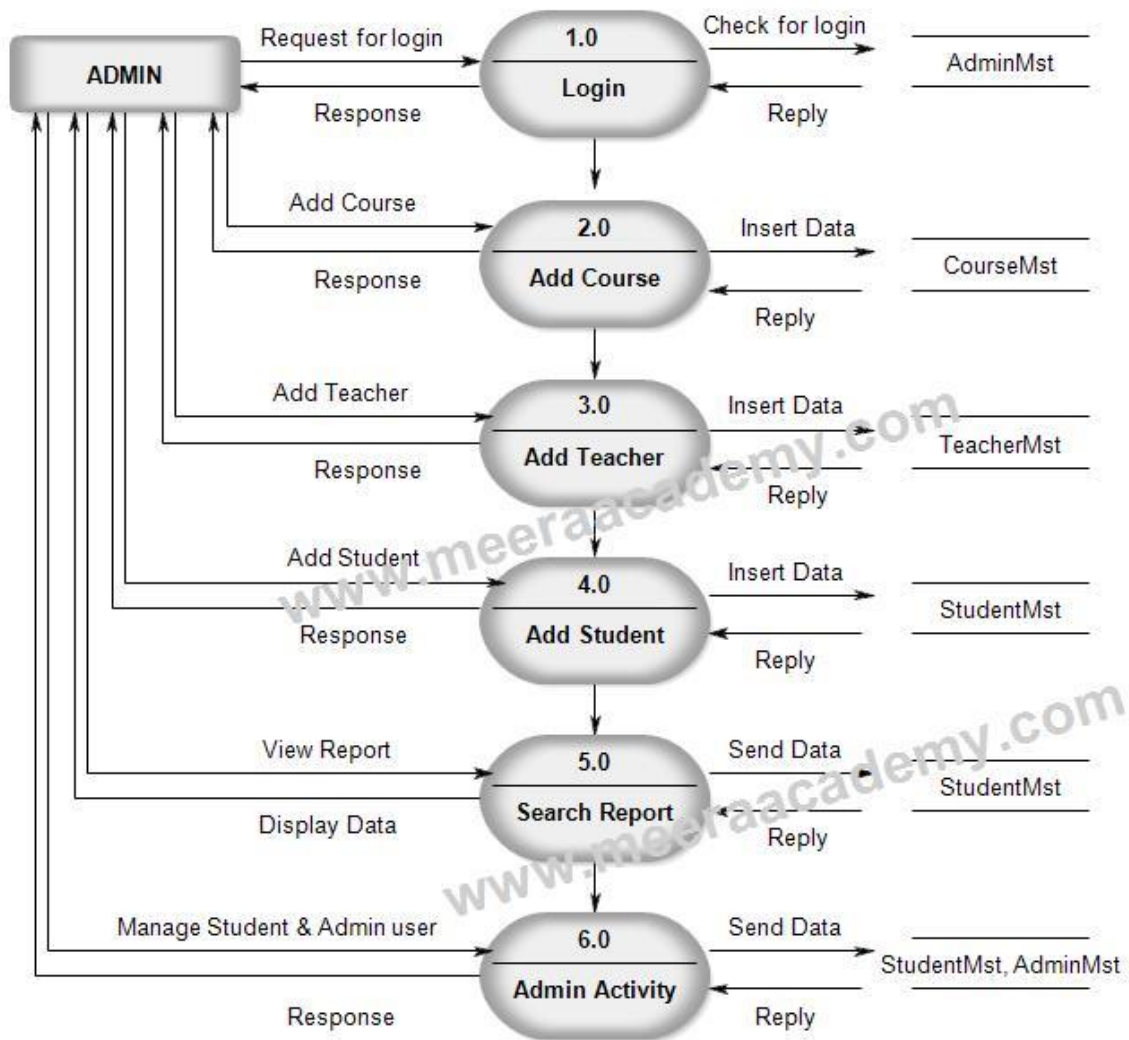 ADMIN
Request for login
Response
1.0
Login
Check for login
Reply
AdminMst
Add Course
Response
2.0
Add Course
Insert Data
Reply
CourseMst
Add Teacher
Response
3.0
Add Teacher
Insert Data
Reply
TeacherMst
Add Student
Response
4.0
Add Student
Insert Data
Reply
StudentMst
View Report
Display Data
5.0
Search Report
Send Data
Reply
StudentMst
Manage Student & Admin user
Response
6.0
Admin Activity
Send Data
Reply
StudentMst, AdminMst
www.meeraacademy.com
www.meeraacademy.com